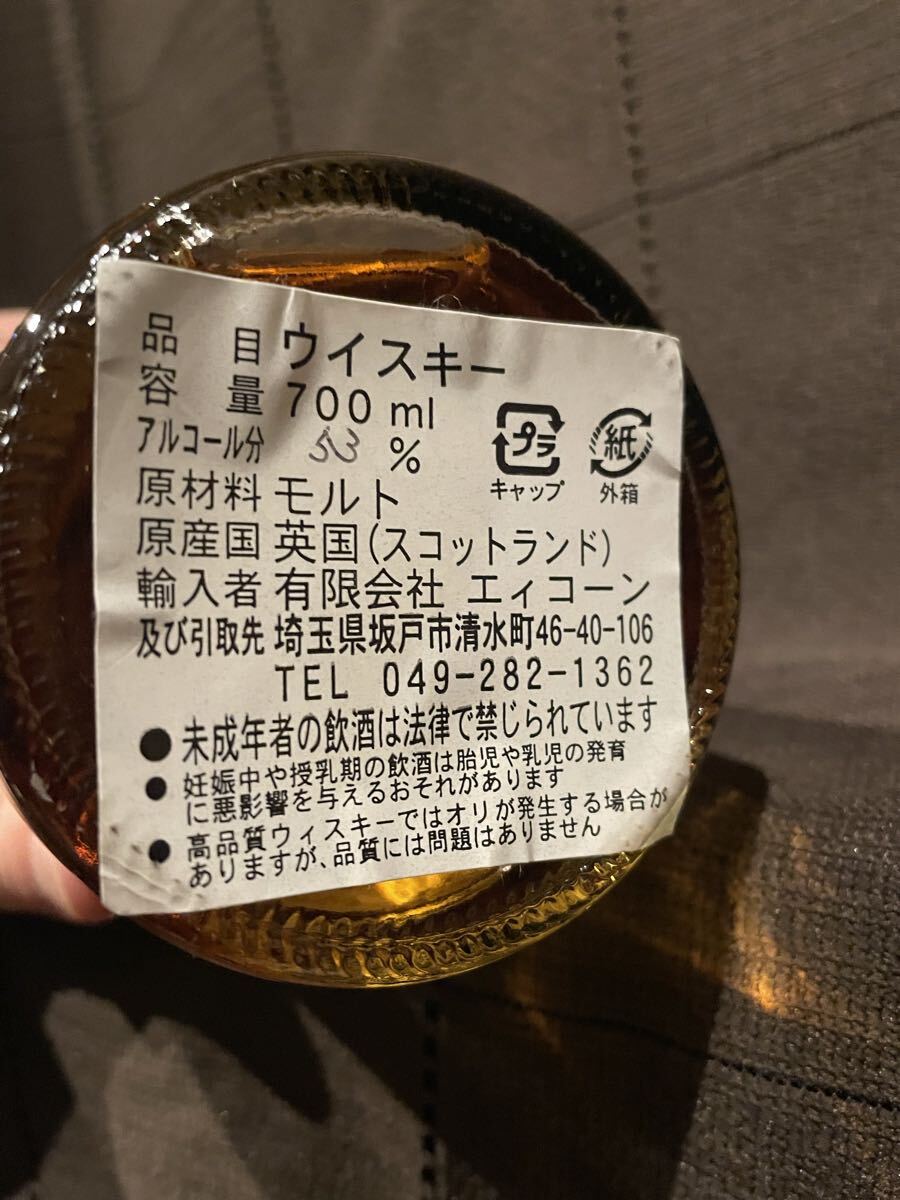 品目 ウイスキー
容量 700 ml
アルコール分 53 %
プラ
キャップ
紙
外箱
原材料 モルト
原産国 英国(スコットランド)
輸入者 有限会社 エィコーン
及び引取先 埼玉県坂戸市清水町46-40-106
TEL 049-282-1362
●未成年者の飲酒は法律で禁じられています
●妊娠中や授乳期の飲酒は胎児や乳児の発育
に悪影響を与えるおそれがあります
●高品質ウィスキーではオリが発生する場合が
ありますが、品質には問題はありません